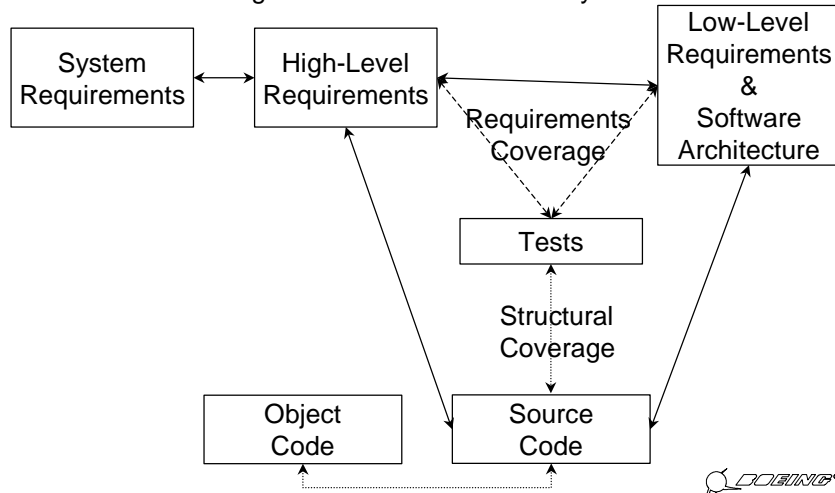 System
Requirements
High-Level
Requirements
Low-Level
Requirements
&
Software
Architecture
Requirements
Coverage
Tests
Structural
Coverage
Object
Code
Source
Code
BOEING